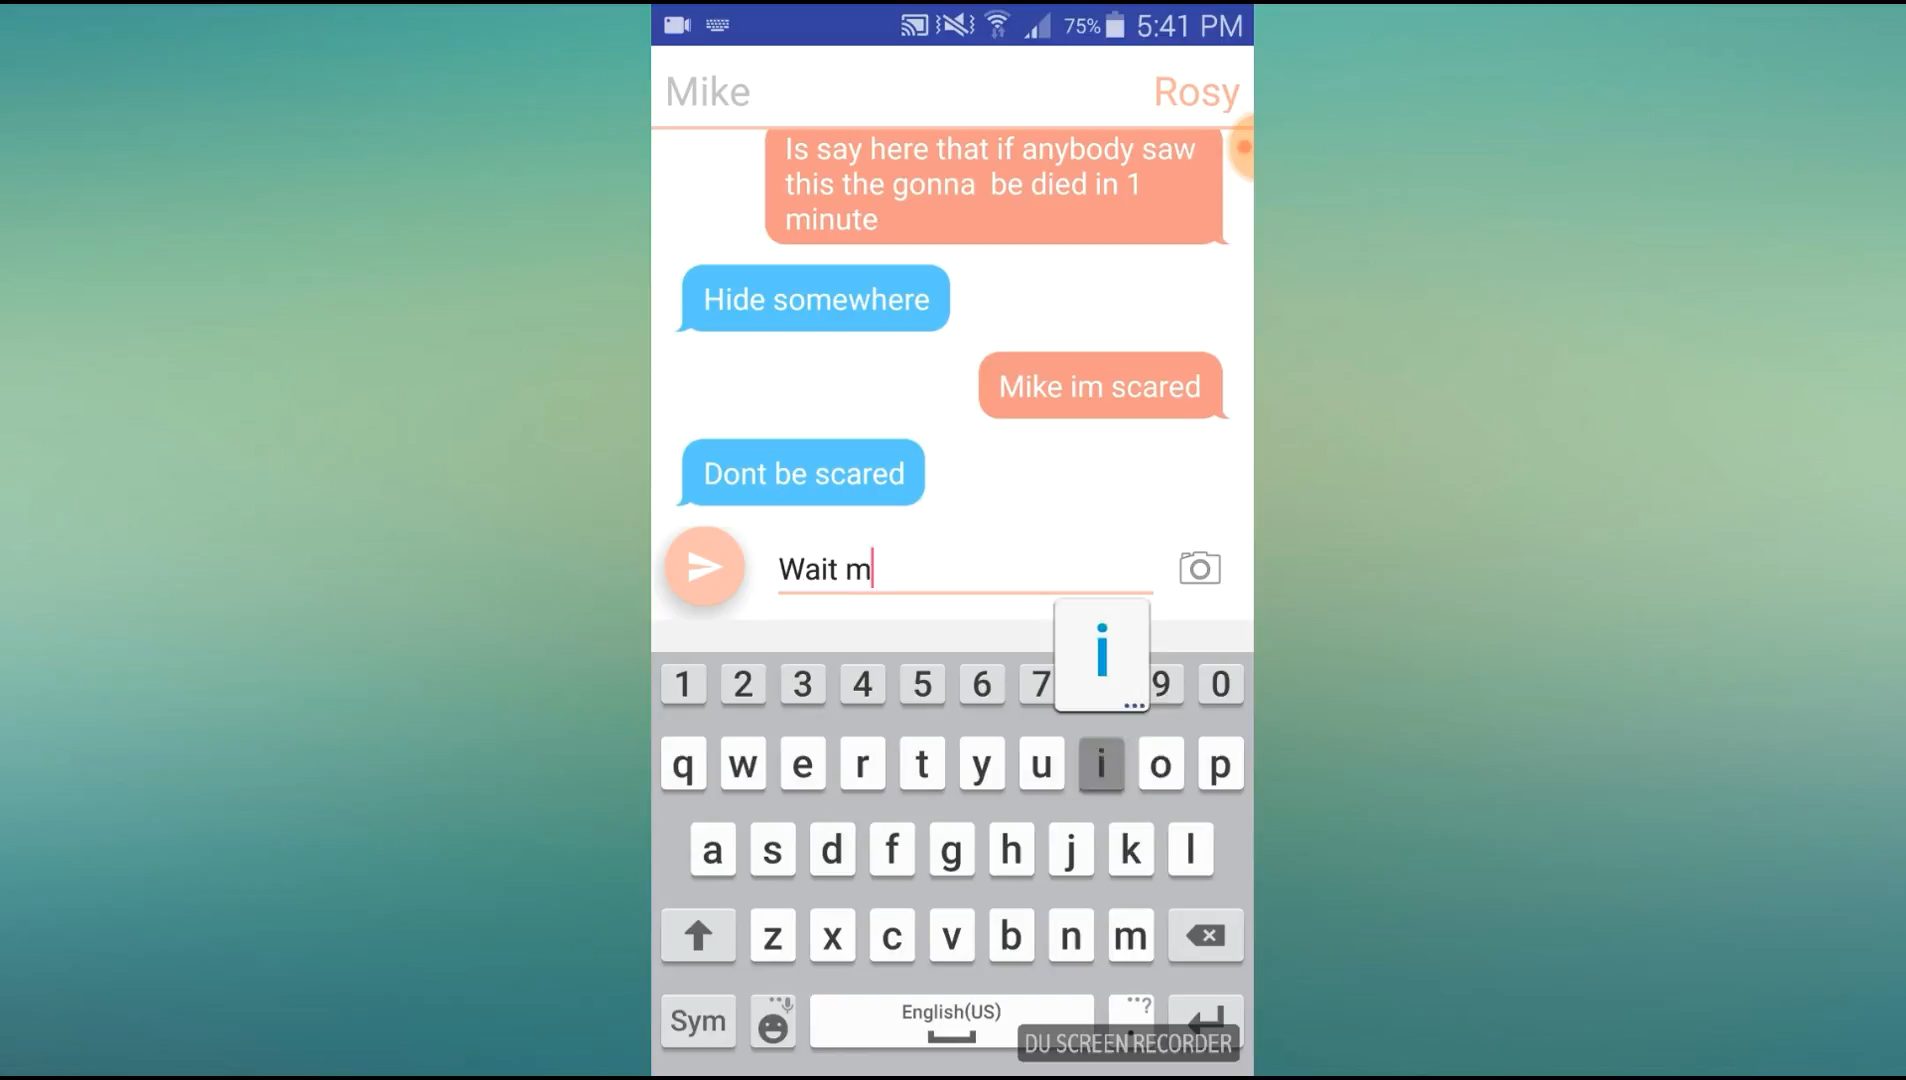 75% 5:41 PM
Mike Rosy
Is say here that if anybody saw
this the gonna  be died in 1
minute
Hide somewhere
Mike im scared
Dont be scared
Wait m
i
1 2 3 4 5 6 7 9 0
q w e r t y u i o p
a s d f g h j k l
z x c v b n m
Sym English(US) . ?
DU SCREEN RECORDER